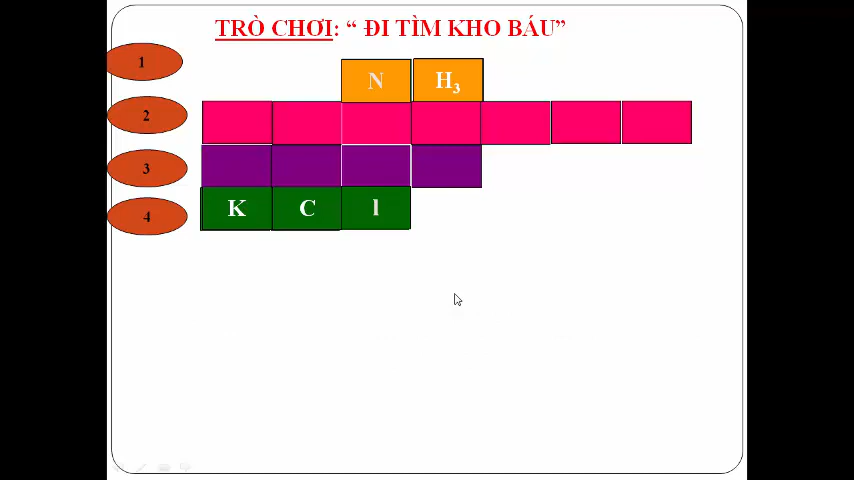 TRÒ CHƠI: “ ĐI TÌM KHO BÁU”
1
N H₃
2
3
4 K C l